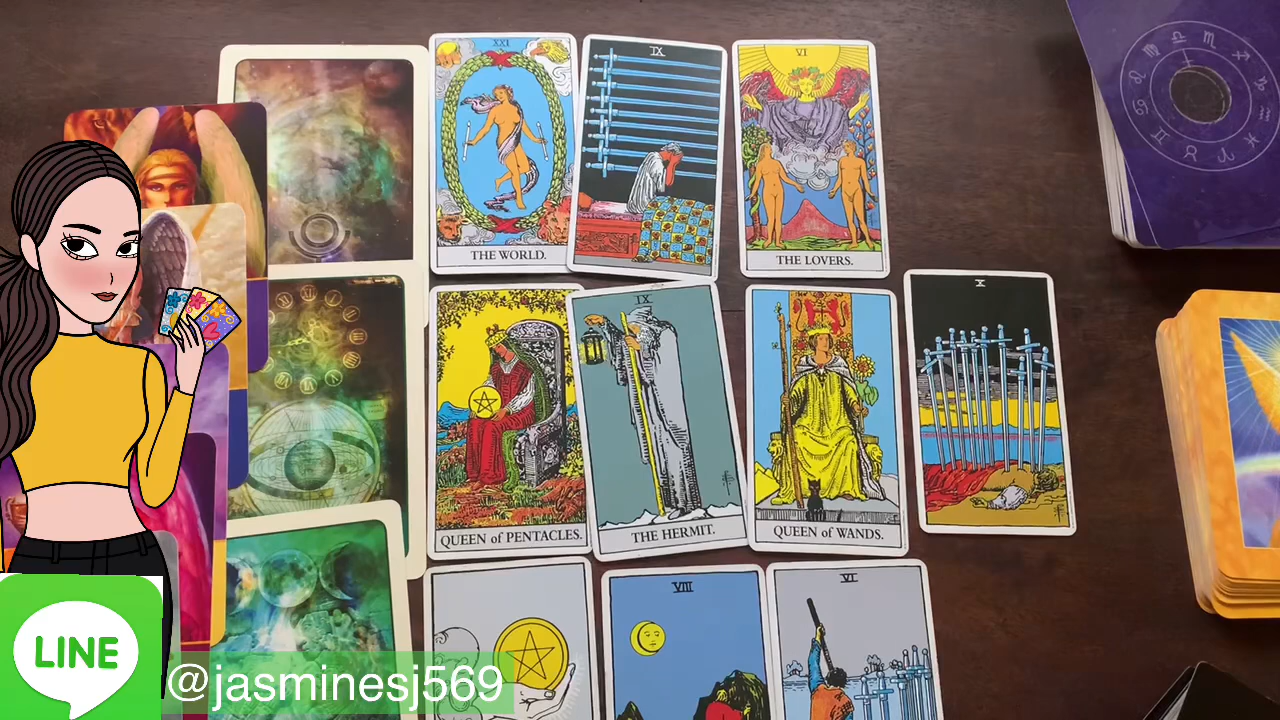 XXI
IX
VI
THE WORLD.
THE LOVERS.
X
IX
QUEEN of PENTACLES.
THE HERMIT.
QUEEN of WANDS.
VIII
VI
LINE
@jasminesj569